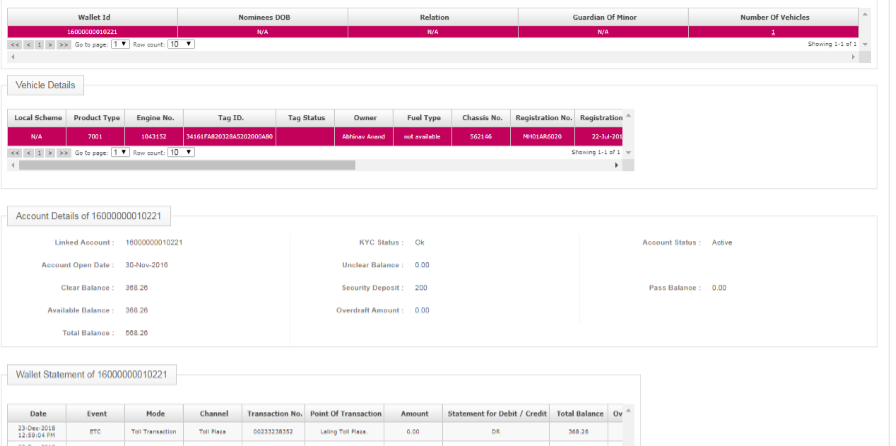 Wallet Id Nominees DOB Relation Guardian Of Minor Number Of Vehicles
16000000010221 N/A N/A N/A 1
<< < 1 > >> Go to page: 1 Row count: 10 Showing 1-1 of 1
Vehicle Details
Local Scheme Product Type Engine No. Tag ID. Tag Status Owner Fuel Type Chassis No. Registration No. Registration
N/A 7001 1043152 34161FA820328A5202000A80 Abhinav Anand not available 562146 MH01AR6020 22-Jul-201
<< < 1 > >> Go to page: 1 Row count: 10 Showing 1-1 of 1
Account Details of 16000000010221
Linked Account : 16000000010221 KYC Status : Ok Account Status : Active
Account Open Date : 30-Nov-2016 Unclear Balance : 0.00
Clear Balance : 368.26 Security Deposit : 200 Pass Balance : 0.00
Available Balance : 368.26 Overdraft Amount : 0.00
Total Balance : 568.26
Wallet Statement of 16000000010221
Date Event Mode Channel Transaction No. Point Of Transaction Amount Statement for Debit / Credit Total Balance Ov
23-Dec-2018
12:59:04 PM ETC Toll Transaction Toll Plaza 00233238352 Laling Toll Plaza. 0.00 DR 368.26